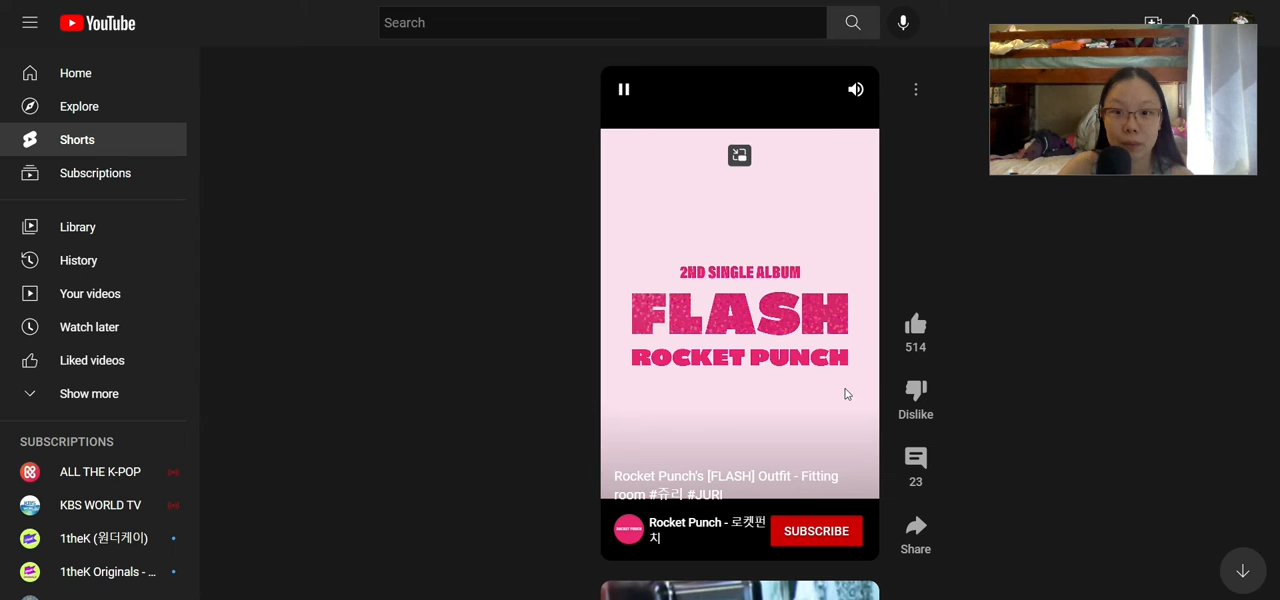 YouTube
Search
Home
Explore
Shorts
Subscriptions
Library
History
Your videos
Watch later
Liked videos
Show more
SUBSCRIPTIONS
ALL THE K-POP
KBS WORLD TV
1theK (원더케이)
1theK Originals - ...
2ND SINGLE ALBUM
FLASH
ROCKET PUNCH
Rocket Punch's [FLASH] Outfit - Fitting
room #쥬리 #JURI
Rocket Punch - 로켓펀
치
SUBSCRIBE
514
Dislike
23
Share